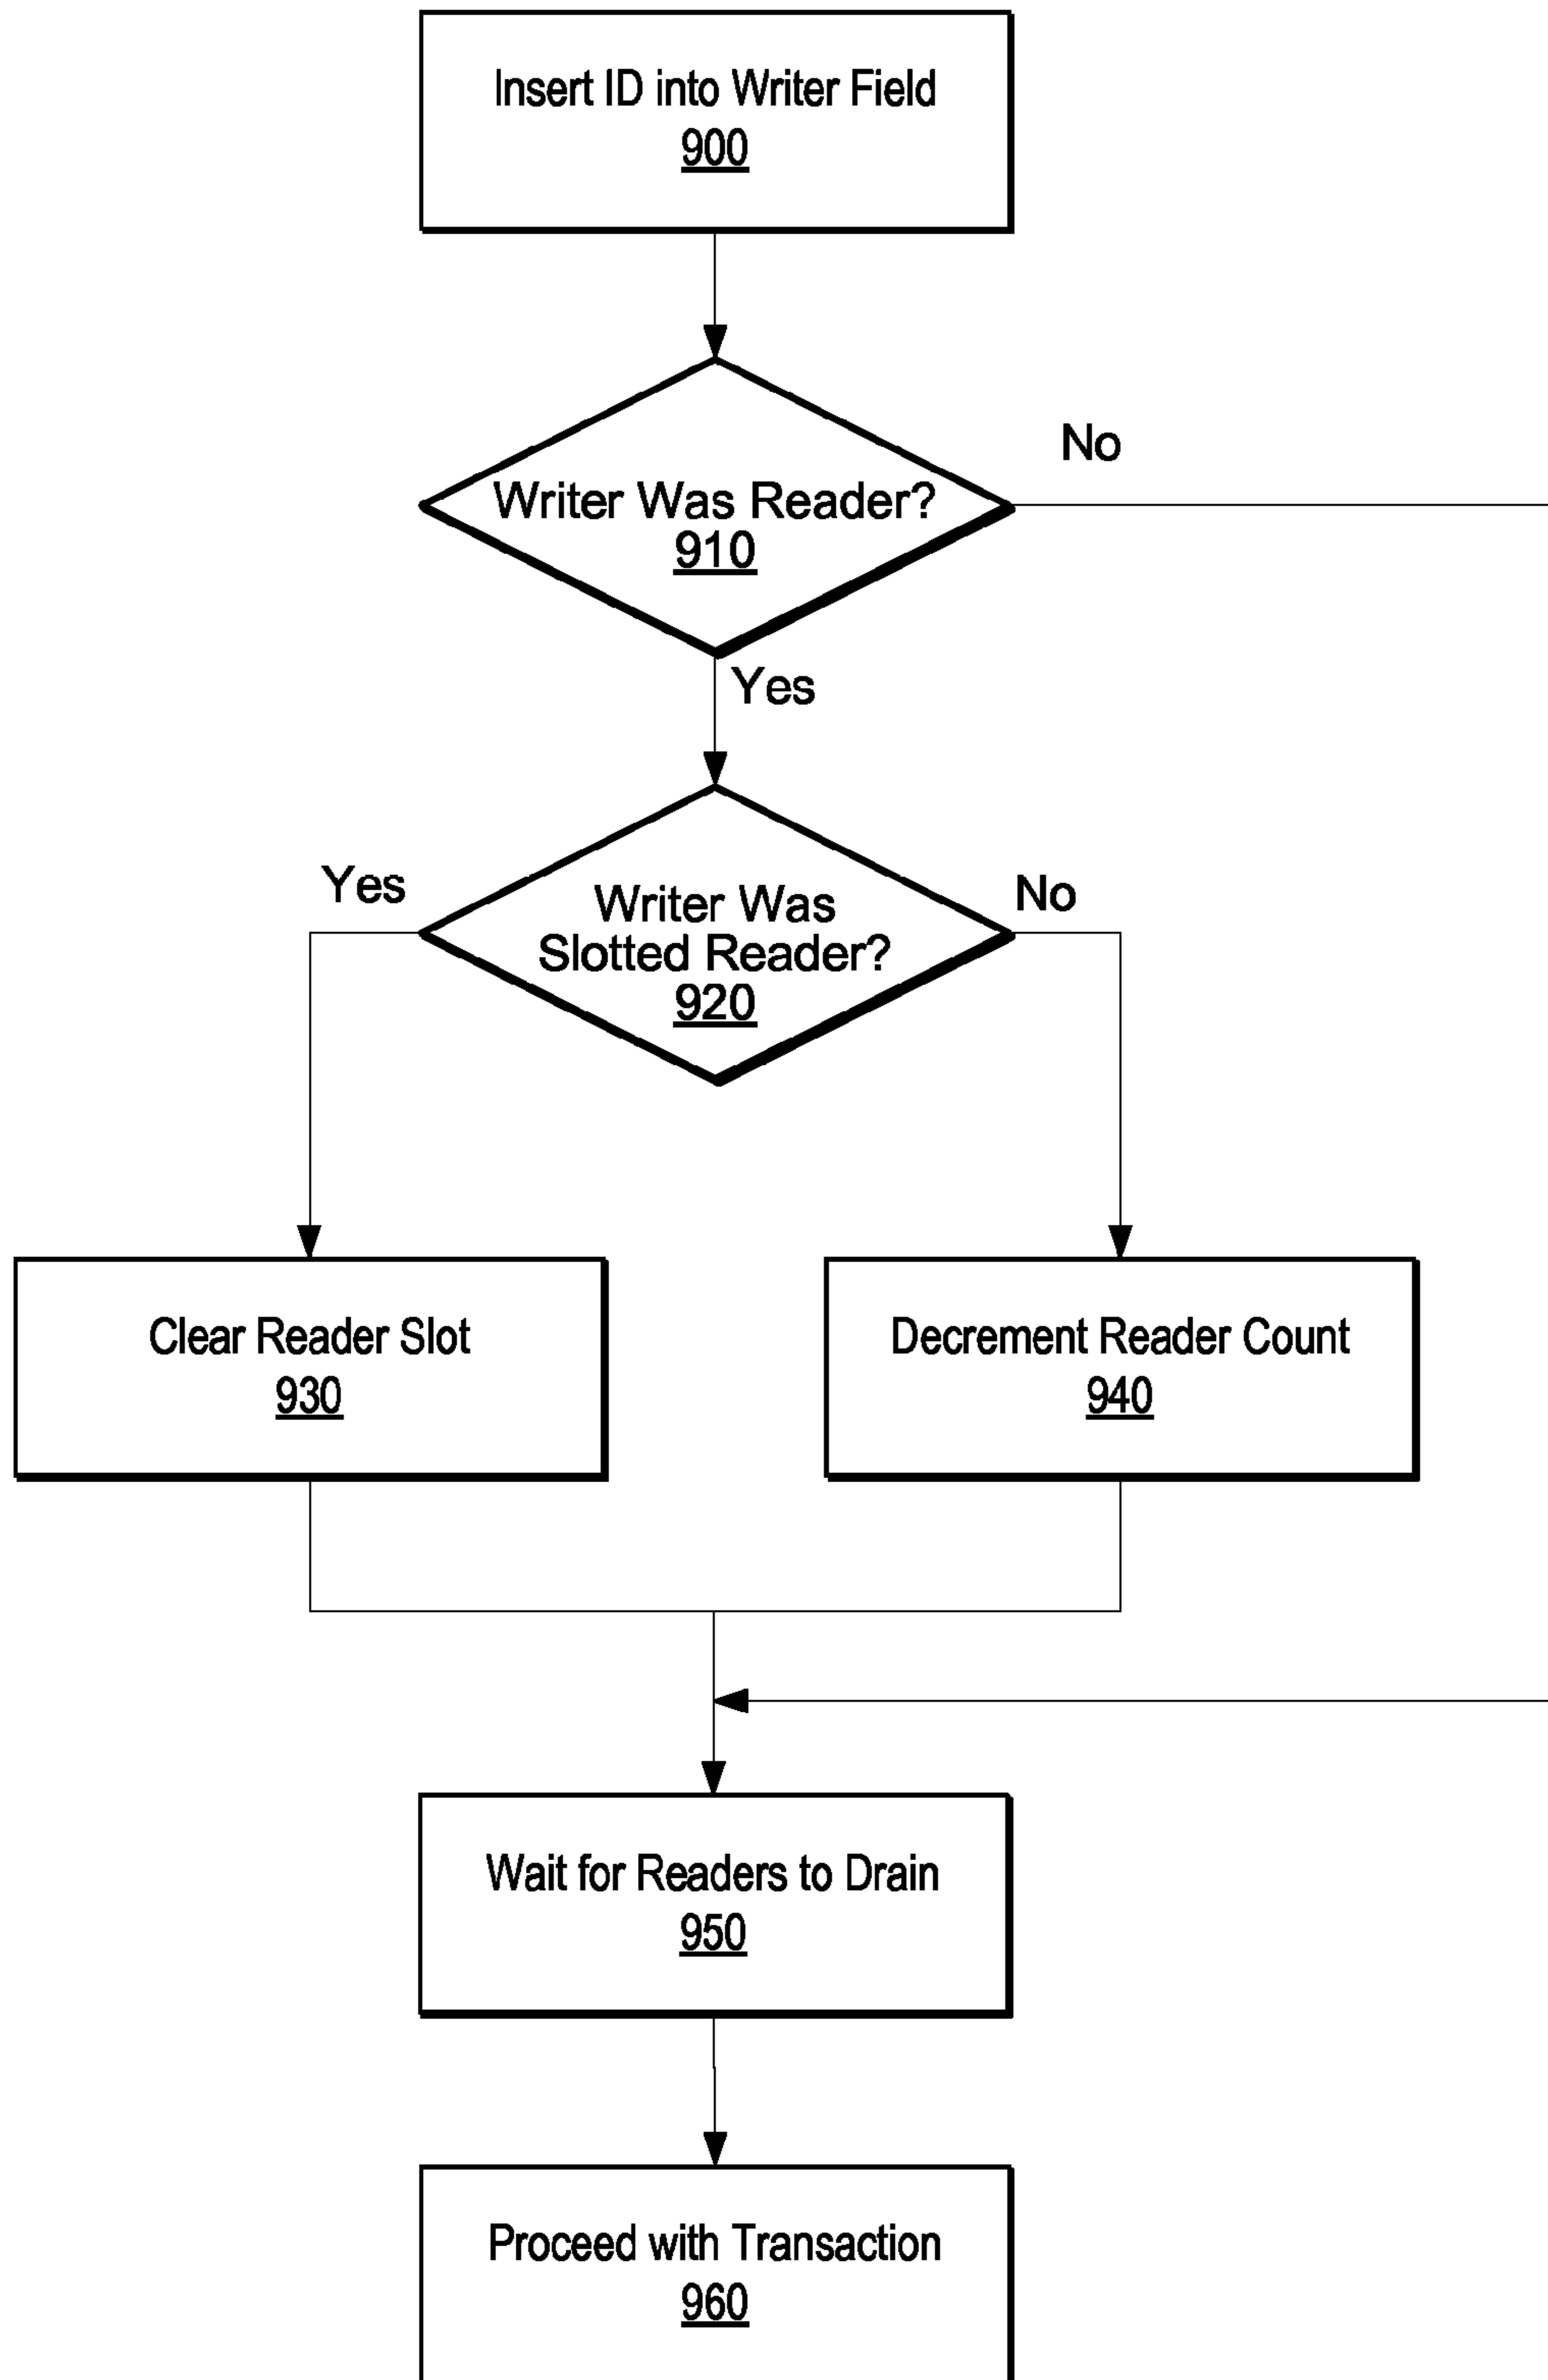 Insert ID into Writer Field
900
No
Writer Was Reader?
910
Yes
Yes
No
Writer Was
Slotted Reader?
920
Clear Reader Slot
930
Decrement Reader Count
940
Wait for Readers to Drain
950
Proceed with Transaction
960